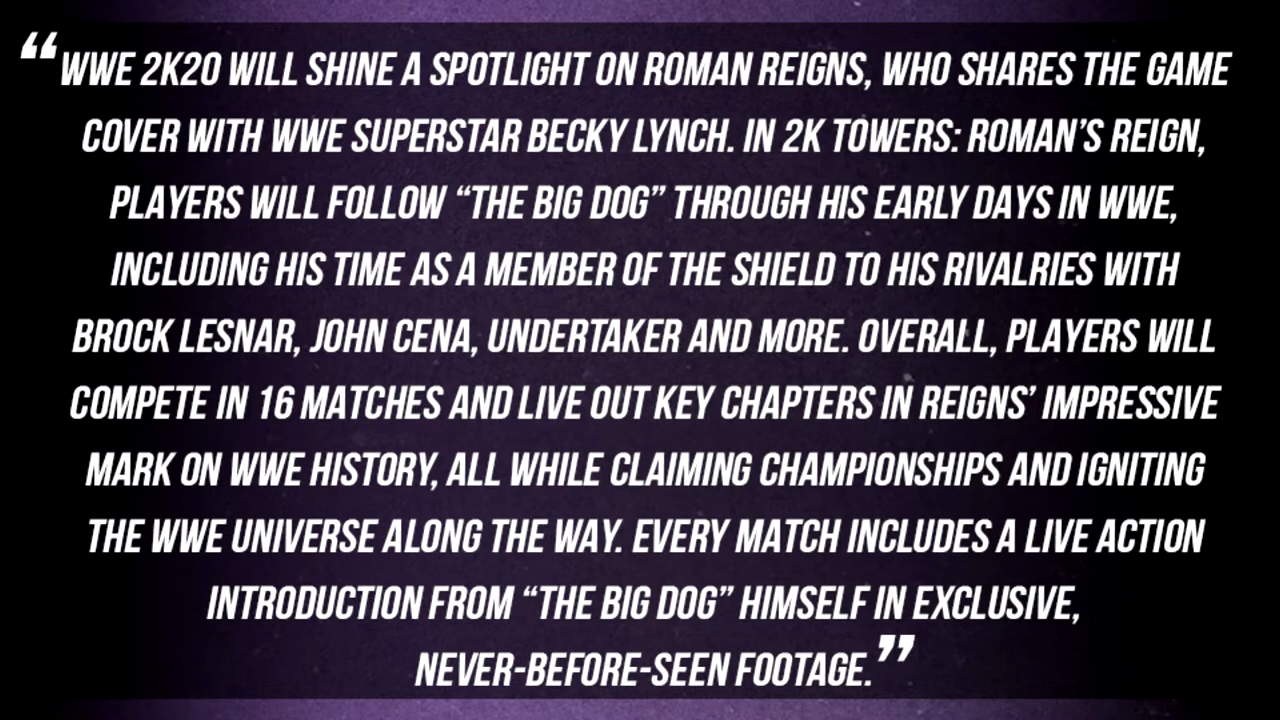 “WWE 2K20 WILL SHINE A SPOTLIGHT ON ROMAN REIGNS, WHO SHARES THE GAME
COVER WITH WWE SUPERSTAR BECKY LYNCH. IN 2K TOWERS: ROMAN’S REIGN,
PLAYERS WILL FOLLOW “THE BIG DOG” THROUGH HIS EARLY DAYS IN WWE,
INCLUDING HIS TIME AS A MEMBER OF THE SHIELD TO HIS RIVALRIES WITH
BROCK LESNAR, JOHN CENA, UNDERTAKER AND MORE. OVERALL, PLAYERS WILL
COMPETE IN 16 MATCHES AND LIVE OUT KEY CHAPTERS IN REIGNS’ IMPRESSIVE
MARK ON WWE HISTORY, ALL WHILE CLAIMING CHAMPIONSHIPS AND IGNITING
THE WWE UNIVERSE ALONG THE WAY. EVERY MATCH INCLUDES A LIVE ACTION
INTRODUCTION FROM “THE BIG DOG” HIMSELF IN EXCLUSIVE,
NEVER-BEFORE-SEEN FOOTAGE.”